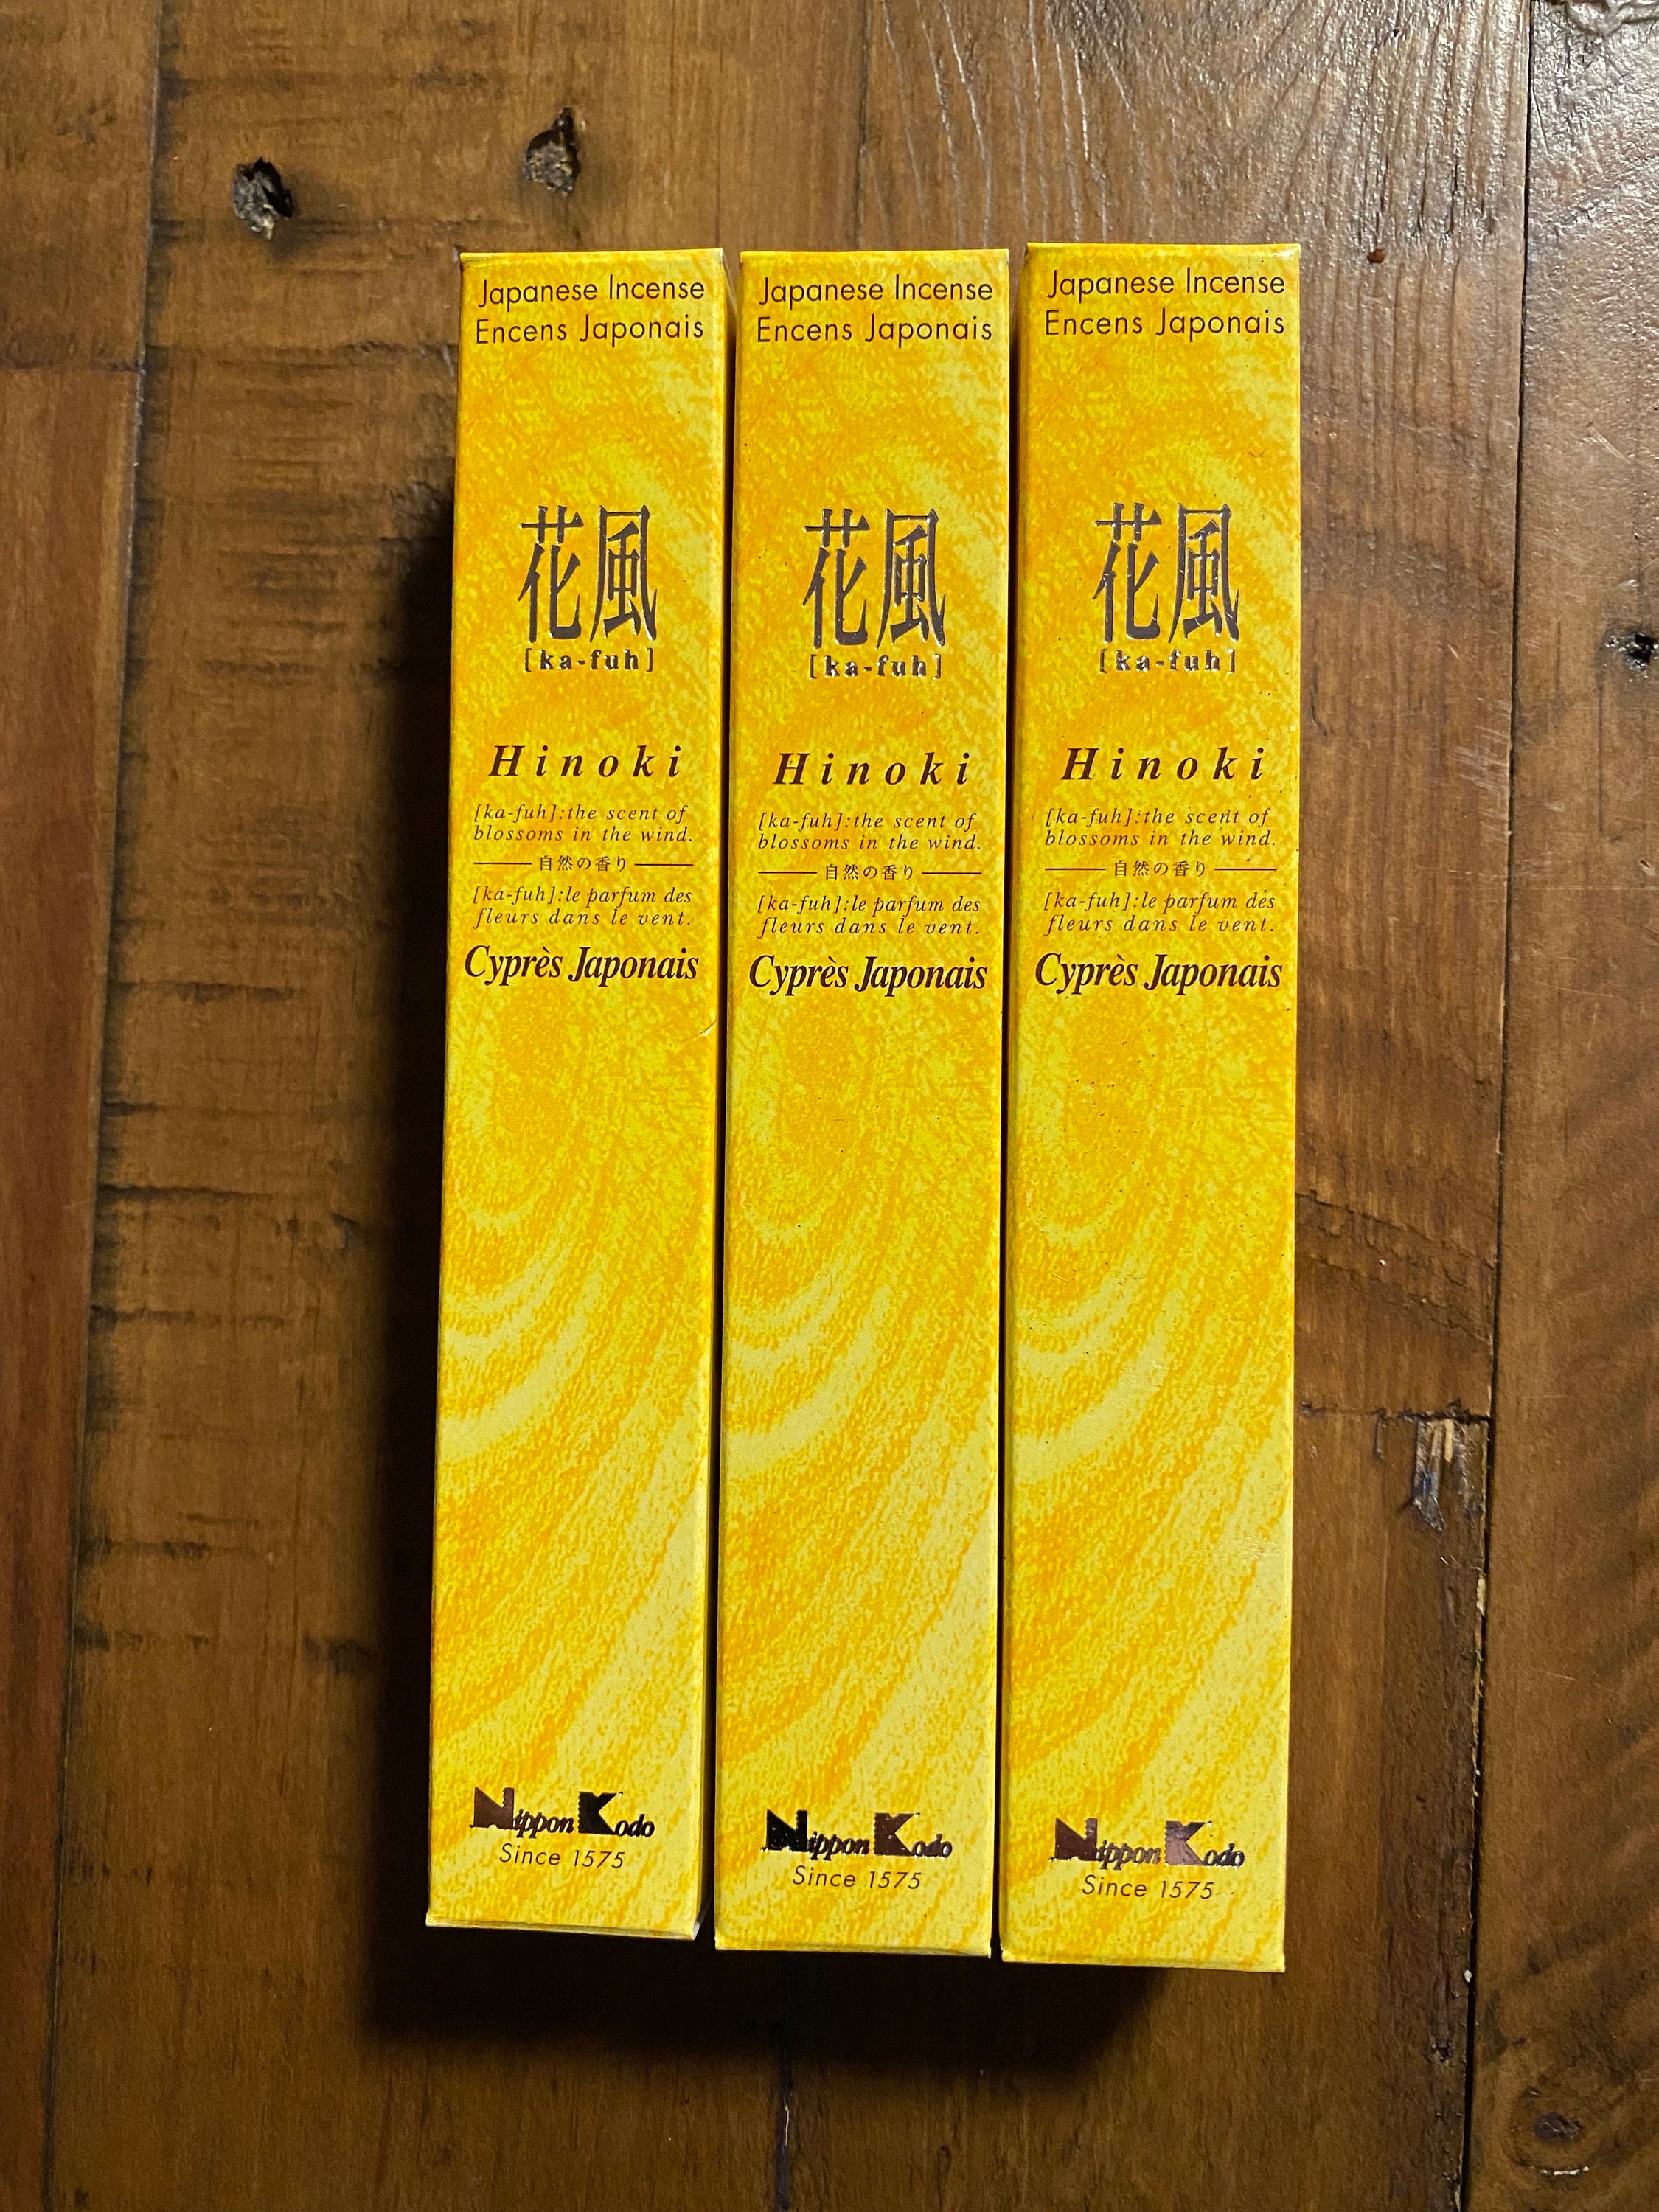 Japanese Incense
Encens Japonais
花風
[ka-fuh]
Hinoki
[ka-fuh]:the scent of
blossoms in the wind.
自然の香り
[ka-fuh]:le parfum des
fleurs dans le vent.
Cyprès Japonais
Nippon Kodo
Since 1575
Japanese Incense
Encens Japonais
花風
[ka-fuh]
Hinoki
[ka-fuh]:the scent of
blossoms in the wind.
自然の香り
[ka-fuh]:le parfum des
fleurs dans le vent.
Cyprès Japonais
Nippon Kodo
Since 1575
Japanese Incense
Encens Japonais
花風
[ka-fuh]
Hinoki
[ka-fuh]:the scent of
blossoms in the wind.
自然の香り
[ka-fuh]:le parfum des
fleurs dans le vent.
Cyprès Japonais
Nippon Kodo
Since 1575